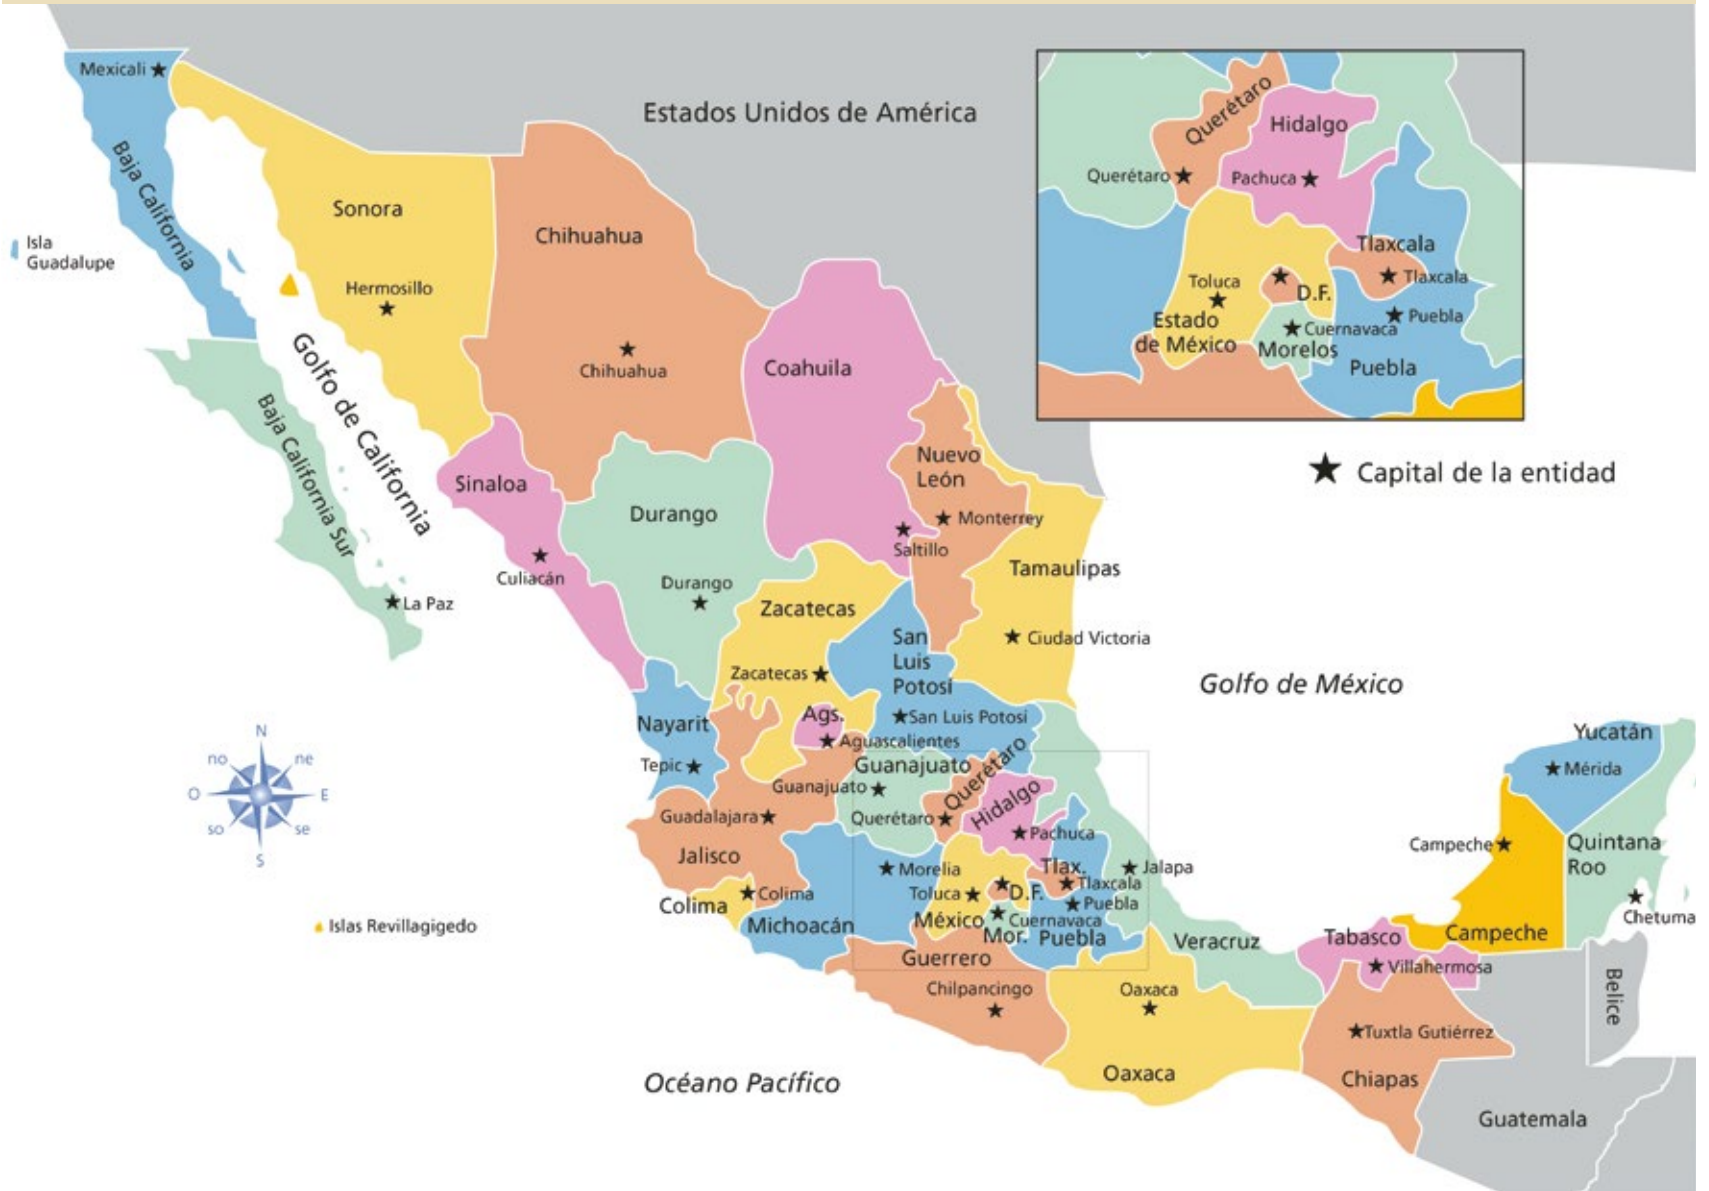 Estados Unidos de América
Mexicali
Baja California
Isla
Guadalupe
Sonora
Hermosillo
Chihuahua
Chihuahua
Golfo de California
Baja California Sur
La Paz
Coahuila
Saltillo
Nuevo
León
Monterrey
Sinaloa
Culiacán
Durango
Durango
Tamaulipas
Ciudad Victoria
Zacatecas
Zacatecas
San
Luis
Potosí
San Luis Potosí
Ags.
Aguascalientes
Nayarit
Tepic
Guanajuato
Guanajuato
Querétaro
Querétaro
Hidalgo
Pachuca
Guadalajara
Jalisco
Colima
Colima
Morelia
Michoacán
Toluca
México
D.F.
Tlax.
Tlaxcala
Puebla
Cuernavaca
Mor.
Puebla
Jalapa
Veracruz
Guerrero
Chilpancingo
Oaxaca
Oaxaca
Tabasco
Villahermosa
Tuxtla Gutiérrez
Chiapas
Campeche
Campeche
Yucatán
Mérida
Quintana
Roo
Chetuma
Belice
Guatemala
Golfo de México
Océano Pacífico
Islas Revillagigedo
N
no
ne
O
E
so
se
S
Querétaro
Querétaro
Hidalgo
Pachuca
Tlaxcala
Tlaxcala
Toluca
D.F.
Estado
de México
Cuernavaca
Morelos
Puebla
Puebla
Capital de la entidad